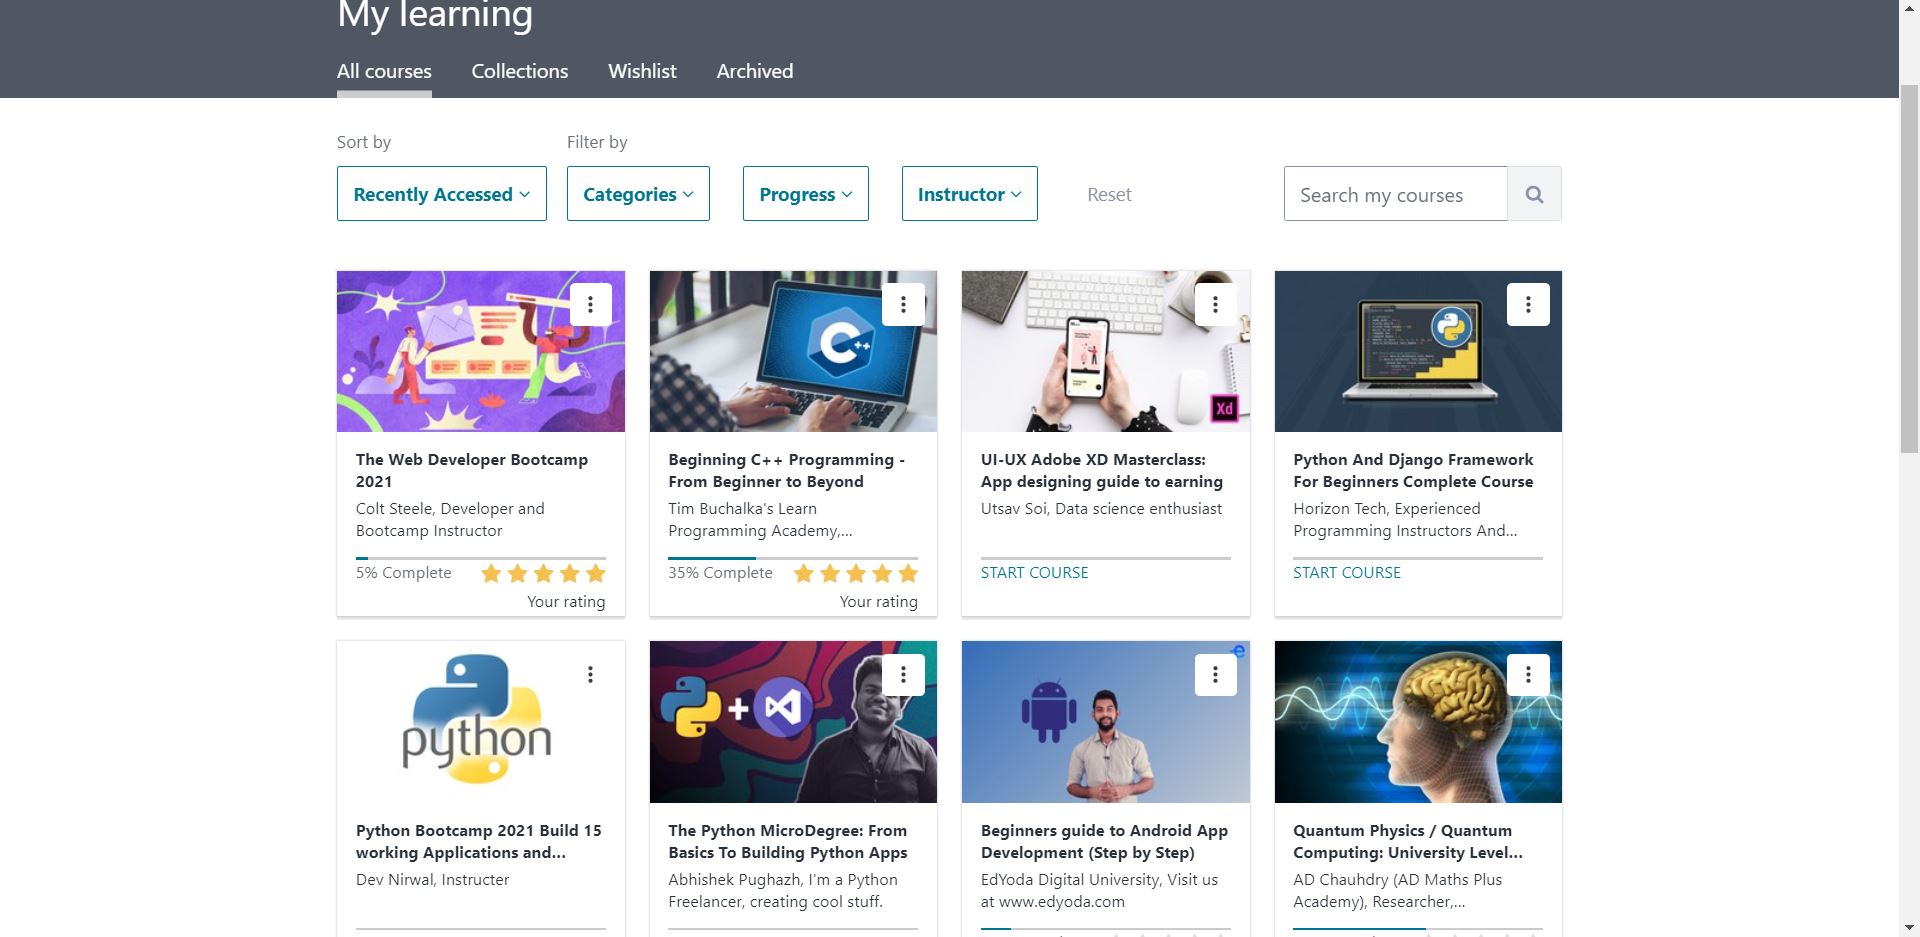 My learning
All courses Collections Wishlist Archived
Sort by Filter by
Recently Accessed Categories Progress Instructor Reset Search my courses
C++
Xd
The Web Developer Bootcamp
2021
Colt Steele, Developer and
Bootcamp Instructor
5% Complete
Your rating
Beginning C++ Programming -
From Beginner to Beyond
Tim Buchalka's Learn
Programming Academy,...
35% Complete
Your rating
UI-UX Adobe XD Masterclass:
App designing guide to earning
Utsav Soi, Data science enthusiast
START COURSE
Python And Django Framework
For Beginners Complete Course
Horizon Tech, Experienced
Programming Instructors And...
START COURSE
python
Python Bootcamp 2021 Build 15
working Applications and...
Dev Nirwal, Instructer
+
The Python MicroDegree: From
Basics To Building Python Apps
Abhishek Pughazh, I'm a Python
Freelancer, creating cool stuff.
e
Beginners guide to Android App
Development (Step by Step)
EdYoda Digital University, Visit us
at www.edyoda.com
Quantum Physics / Quantum
Computing: University Level...
AD Chauhdry (AD Maths Plus
Academy), Researcher,...